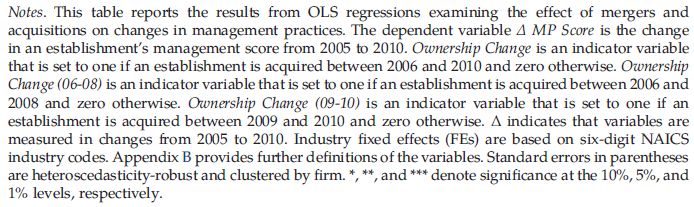 Notes. This table reports the results from OLS regressions examining the effect of mergers and
acquisitions on changes in management practices. The dependent variable Δ MP Score is the change
in an establishment's management score from 2005 to 2010. Ownership Change is an indicator variable
that is set to one if an establishment is acquired between 2006 and 2010 and zero otherwise. Ownership
Change (06-08) is an indicator variable that is set to one if an establishment is acquired between 2006 and
2008 and zero otherwise. Ownership Change (09-10) is an indicator variable that is set to one if an
establishment is acquired between 2009 and 2010 and zero otherwise. Δ indicates that variables are
measured in changes from 2005 to 2010. Industry fixed effects (FEs) are based on six-digit NAICS
industry codes. Appendix B provides further definitions of the variables. Standard errors in parentheses
are heteroscedasticity-robust and clustered by firm. *, **, and *** denote significance at the 10%, 5%, and
1% levels, respectively.